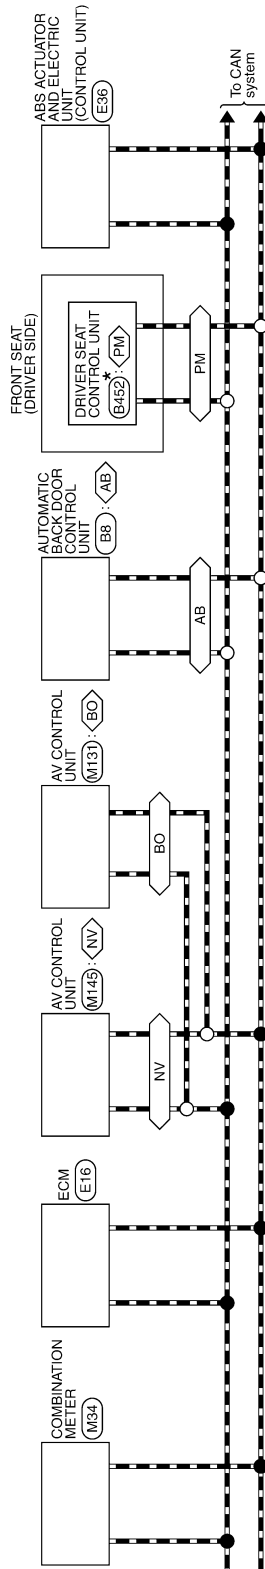 COMBINATION
METER
M34
ECM
E16
AV CONTROL
UNIT
M145 : NV
NV
AV CONTROL
UNIT
M131 : BO
BO
AUTOMATIC
BACK DOOR
CONTROL
UNIT
B8 : AB
AB
FRONT SEAT
(DRIVER SIDE)
DRIVER SEAT
CONTROL UNIT
*
B452 : PM
PM
ABS ACTUATOR
AND ELECTRIC
UNIT
(CONTROL UNIT)
E36
To CAN
system